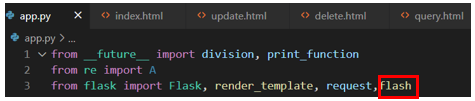 app.py × index.html update.html delete.html query.html
app.py > ...
1 from __future__ import division, print_function
2 from re import A
3 from flask import Flask, render_template, request,flash